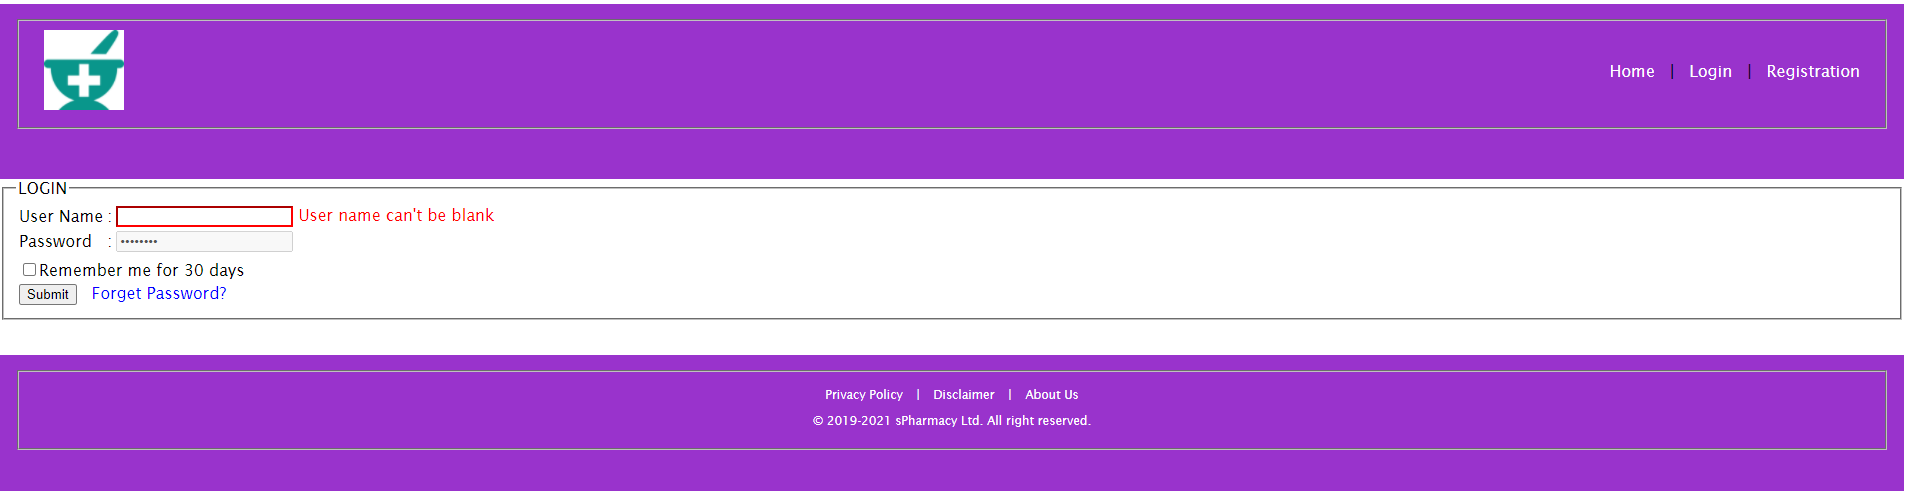 Home | Login | Registration
LOGIN
User Name : User name can't be blank
Password : ••••••••
Remember me for 30 days
Submit Forget Password?
Privacy Policy | Disclaimer | About Us
© 2019-2021 sPharmacy Ltd. All right reserved.